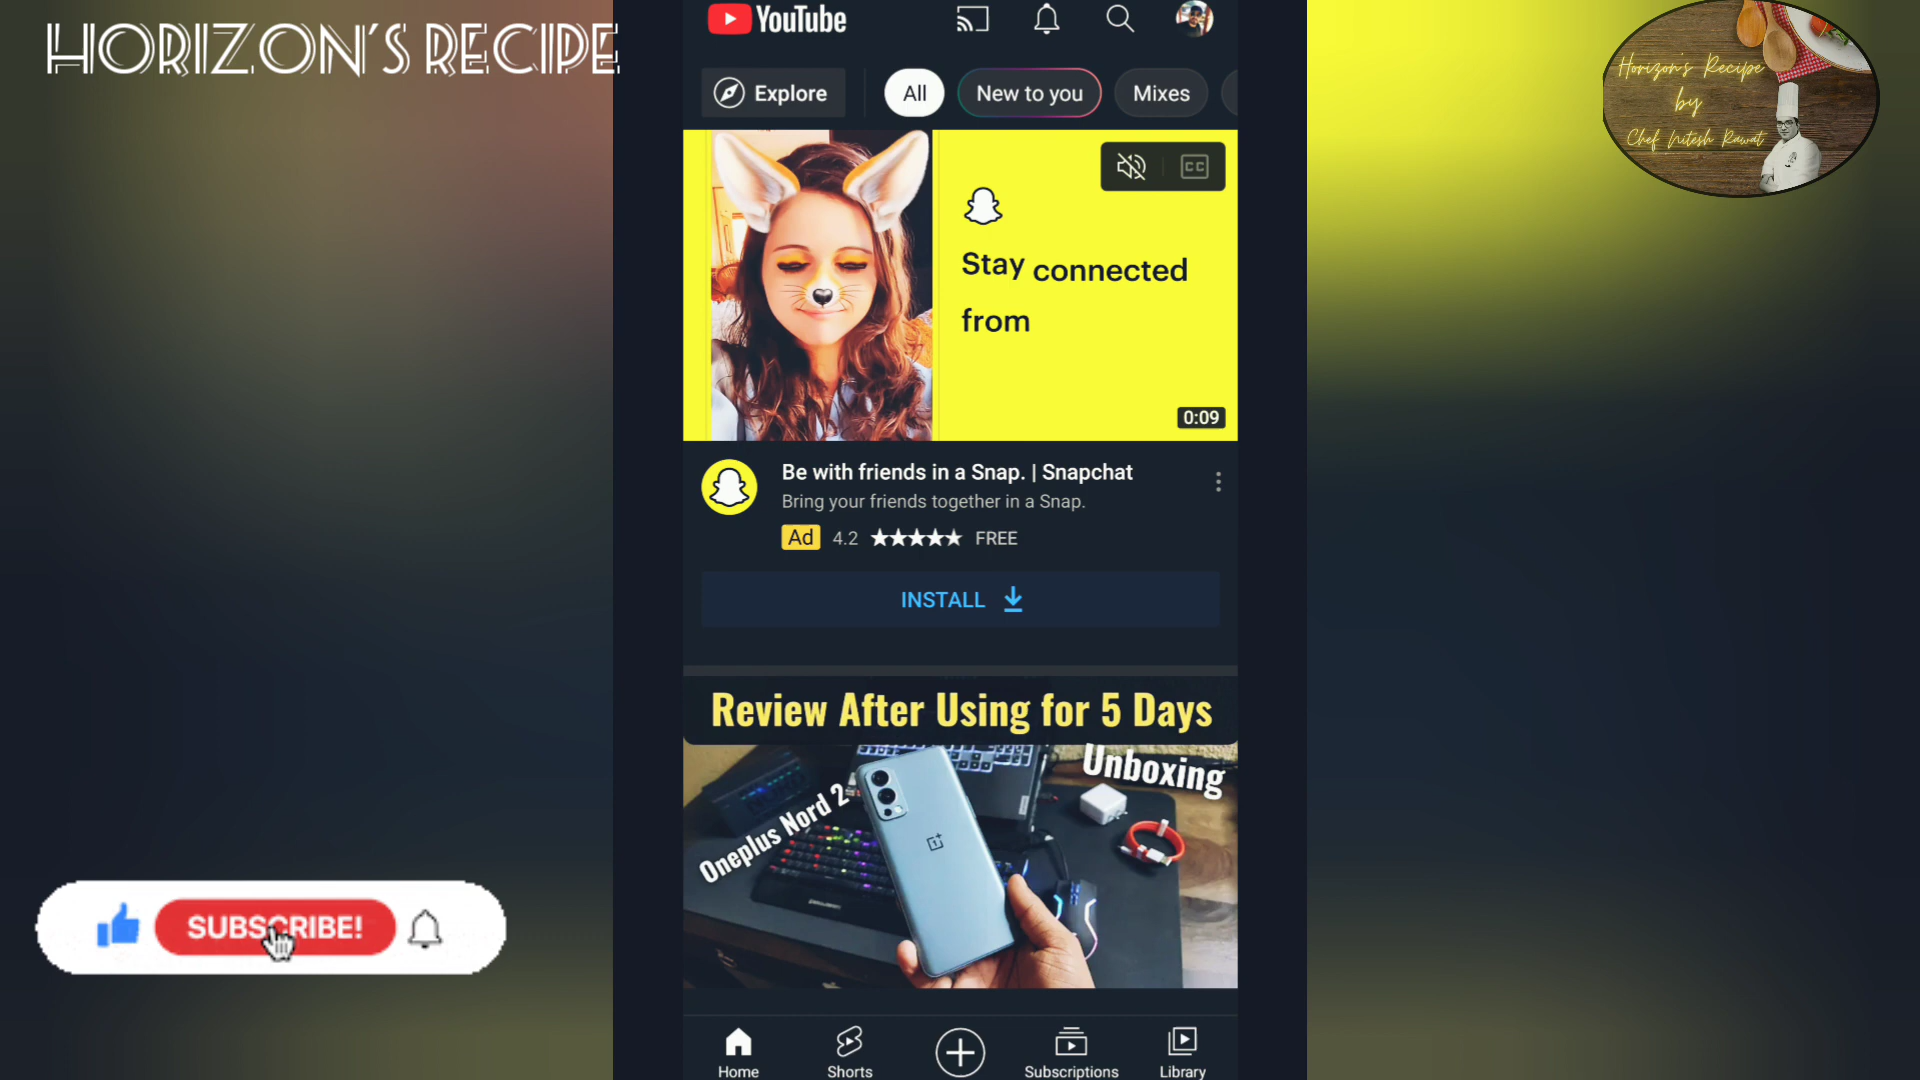 HORIZON'S RECIPE
YouTube
Explore
All
New to you
Mixes
CC
Stay connected
from
0:09
Be with friends in a Snap. | Snapchat
Bring your friends together in a Snap.
Ad 4.2 ★★★★★ FREE
INSTALL
Review After Using for 5 Days
Oneplus Nord 2
Unboxing
Home
Shorts
Subscriptions
Library
SUBSCRIBE!
Horizon's Recipe
by
Chef Nitesh Rawat